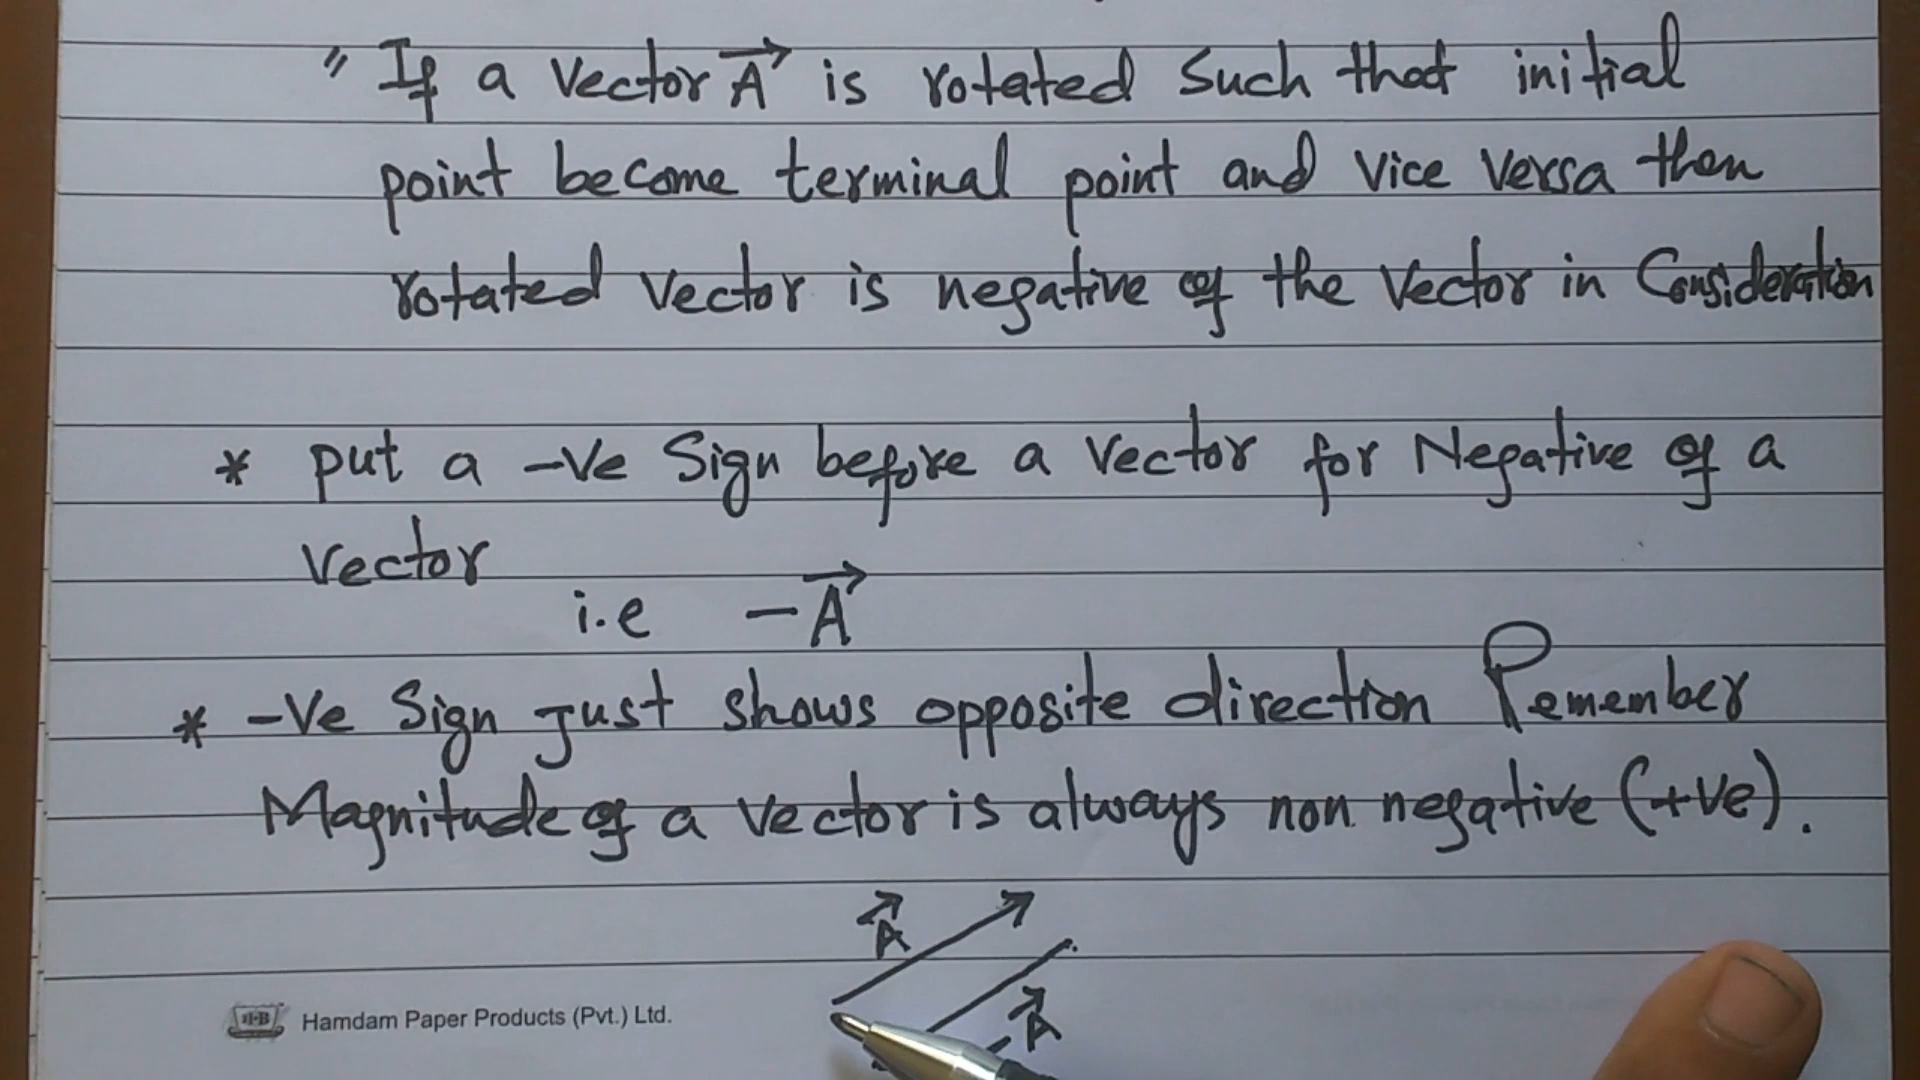 " If a vector A is rotated such that initial
point become terminal point and vice versa then
rotated vector is negative of the vector in Consideration
* put a -ve Sign before a vector for Negative of a
vector
i.e -A
* -ve Sign just shows opposite direction Remember
Magnitude of a vector is always non negative (+ve).
A
A
HB Hamdam Paper Products (Pvt.) Ltd.